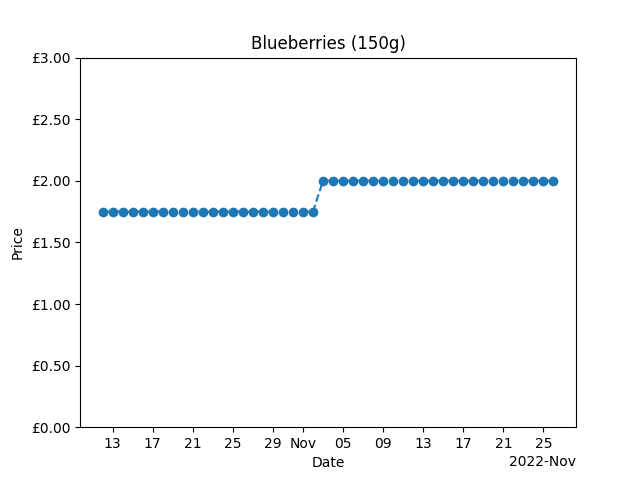 Blueberries (150g)
£3.00
£2.50
£2.00
£1.50
£1.00
£0.50
£0.00
Price
13 17 21 25 29 Nov 05 09 13 17 21 25
Date
2022-Nov